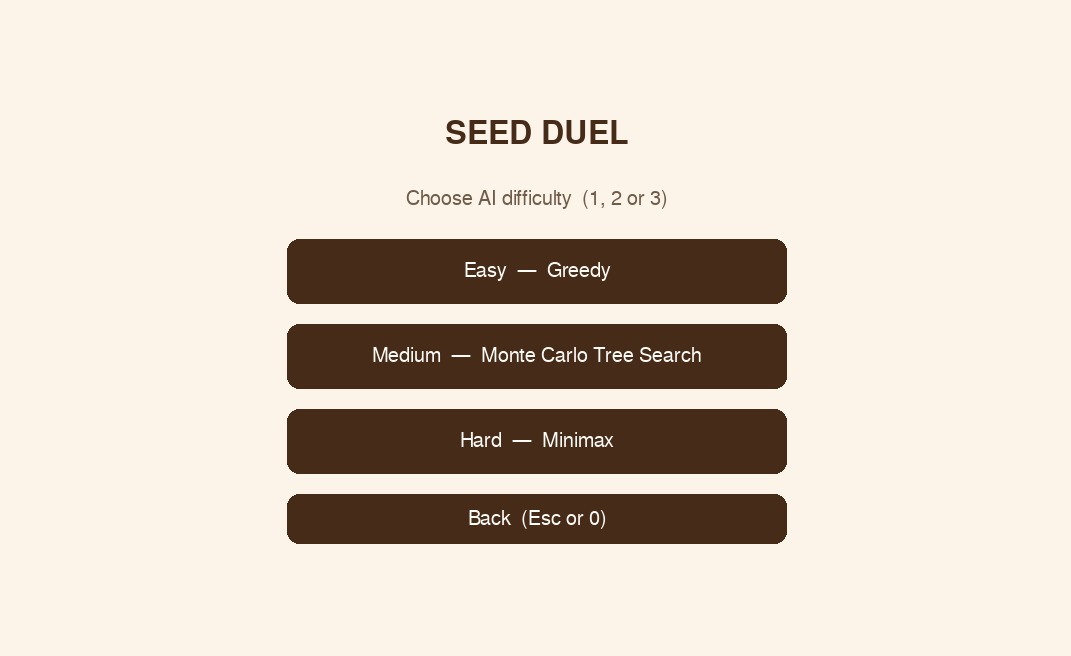 SEED DUEL
Choose AI difficulty  (1, 2 or 3)
Easy  —  Greedy
Medium  —  Monte Carlo Tree Search
Hard  —  Minimax
Back  (Esc or 0)